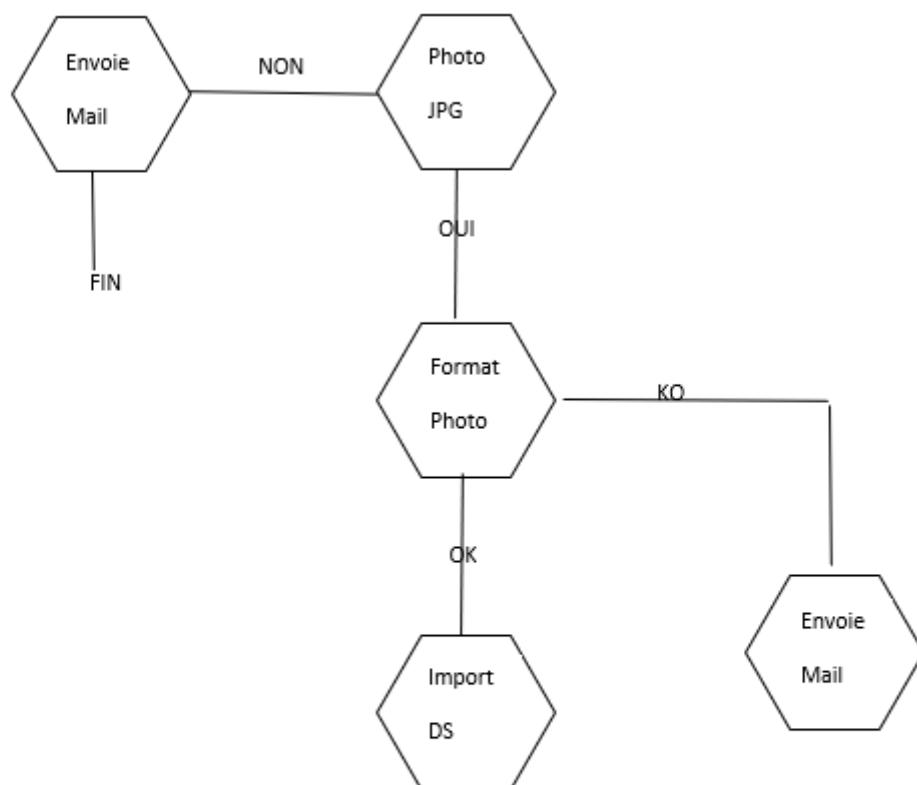 Envoie
Mail
NON
Photo
JPG
OUI
FIN
Format
Photo
KO
OK
Envoie
Mail
Import
DS